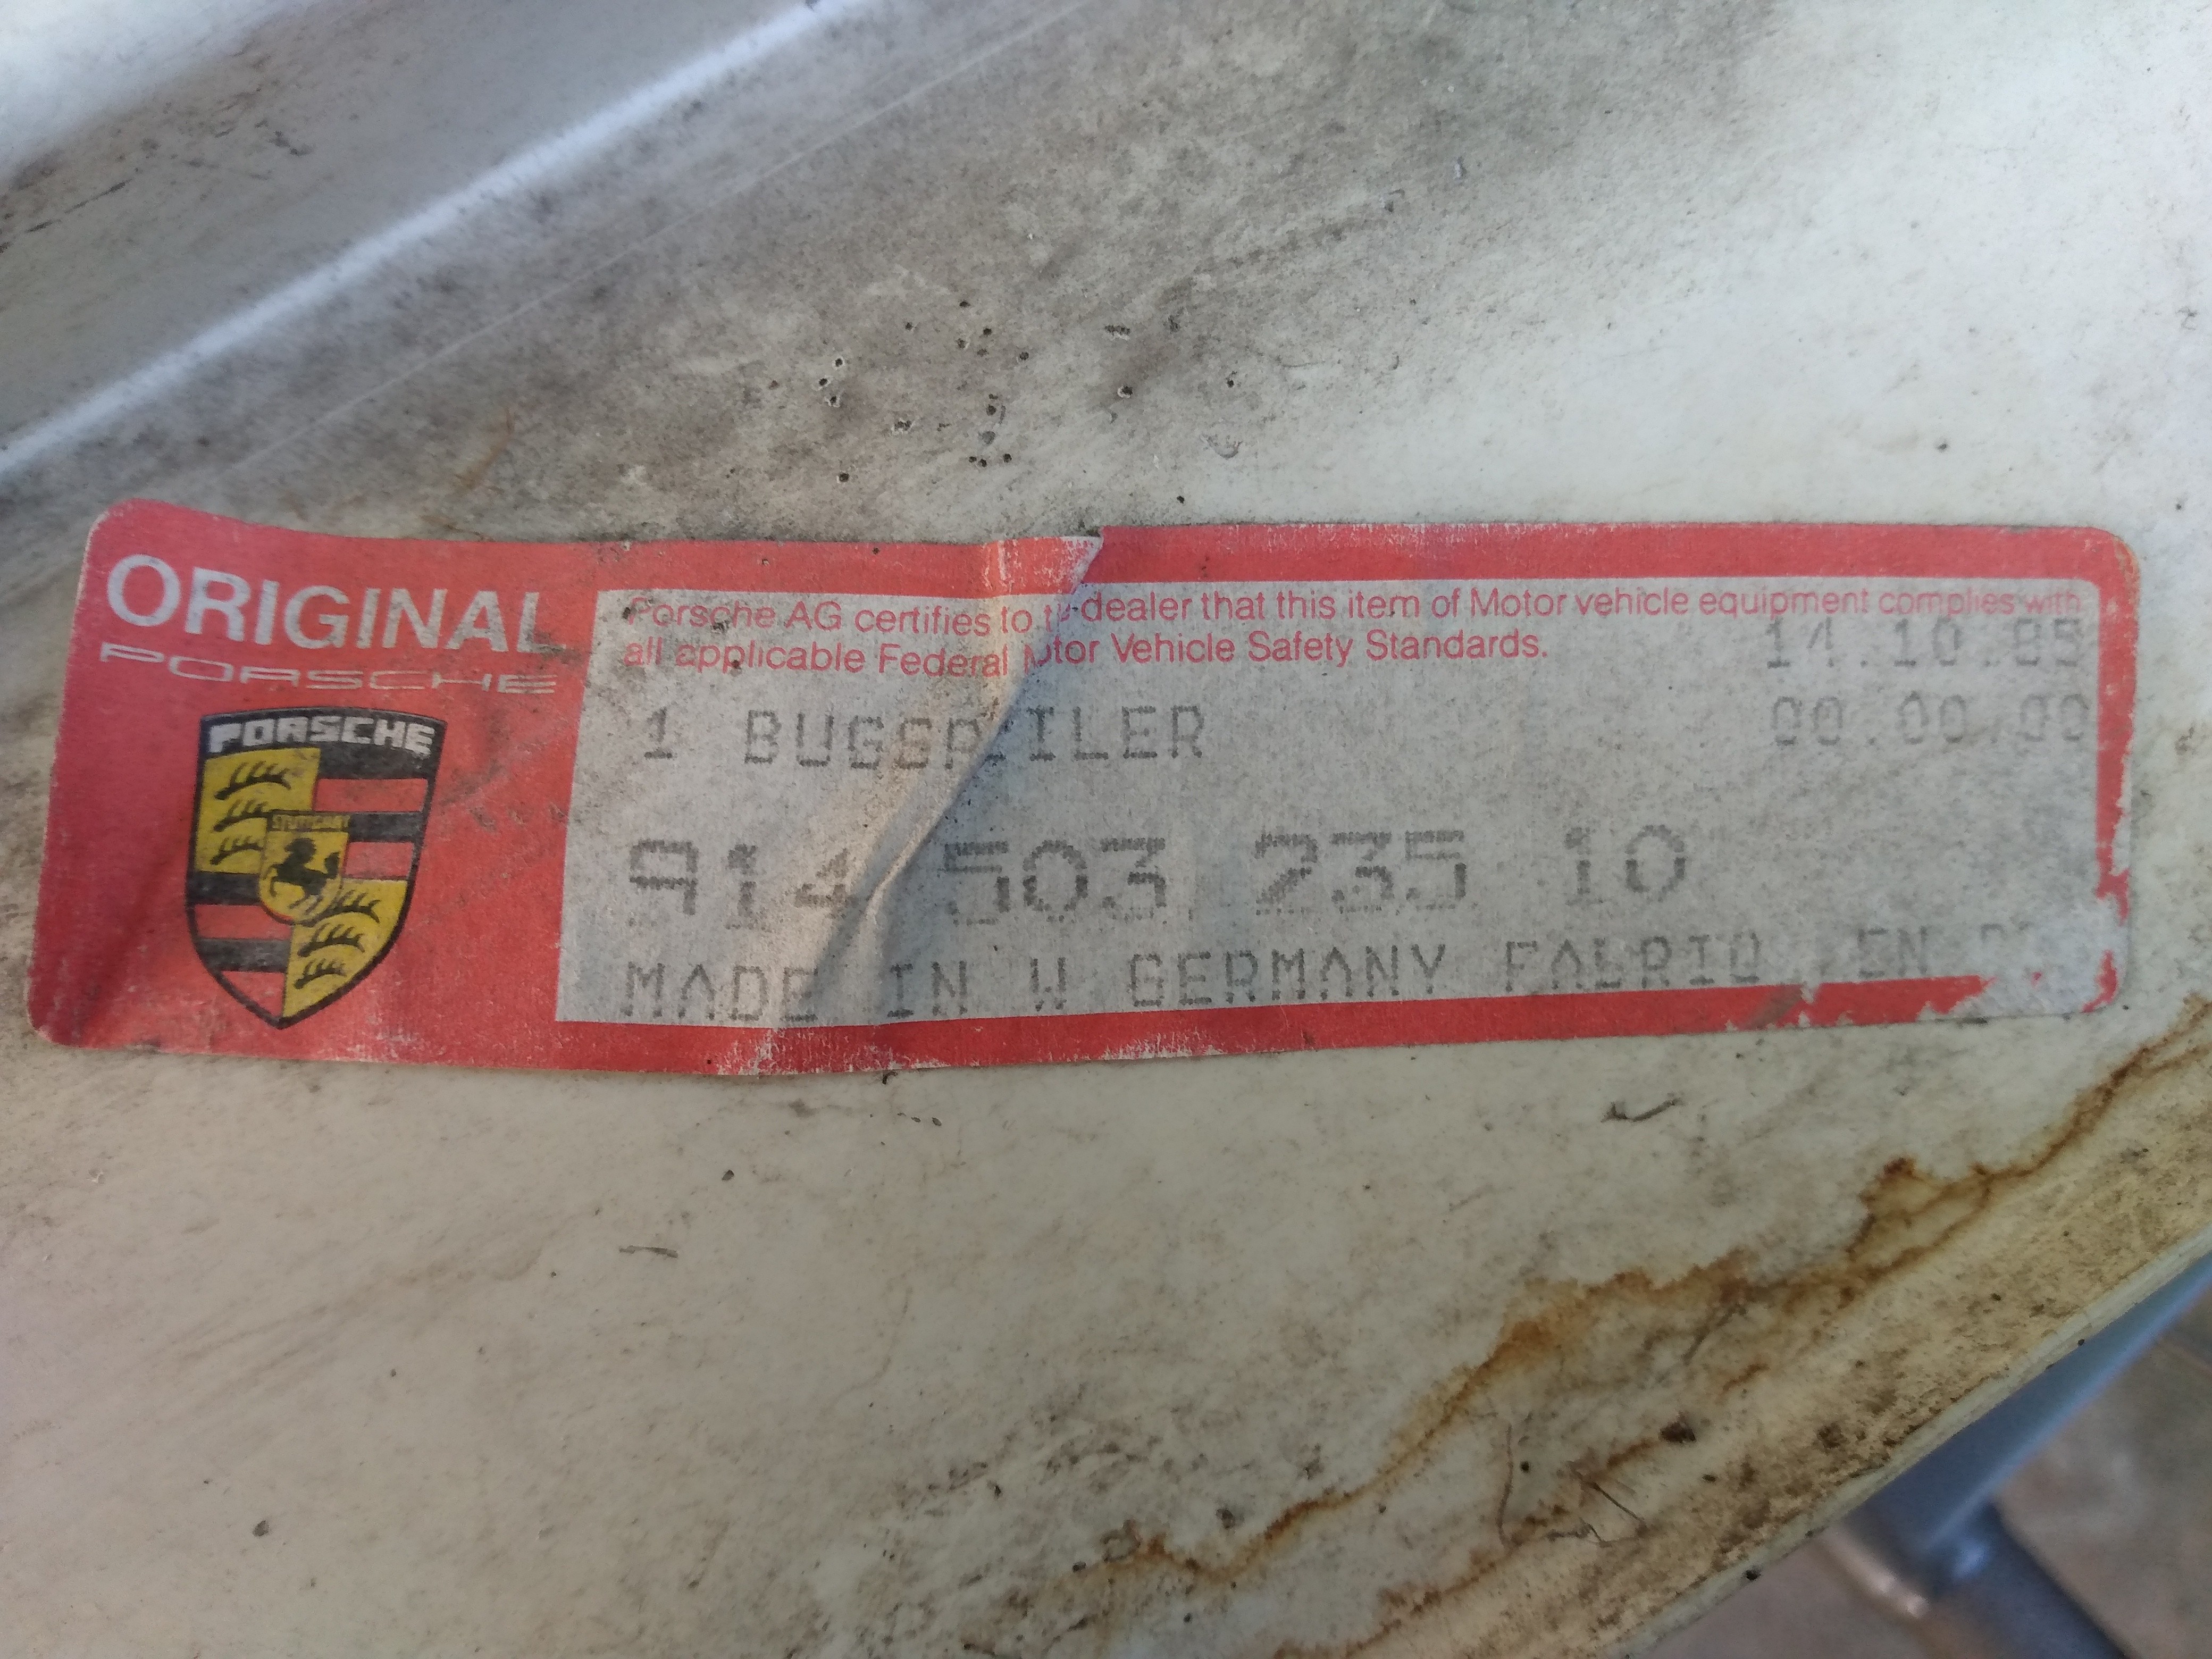 ORIGINAL
PORSCHE
PORSCHE
STUTTGART
Porsche AG certifies to dealer that this item of Motor vehicle equipment complies with
all applicable Federal Motor Vehicle Safety Standards.
14.10.85
1 BUGSPOILER
00.00.00
914 503 235 10
MADE IN W GERMANY FABRIQ EN